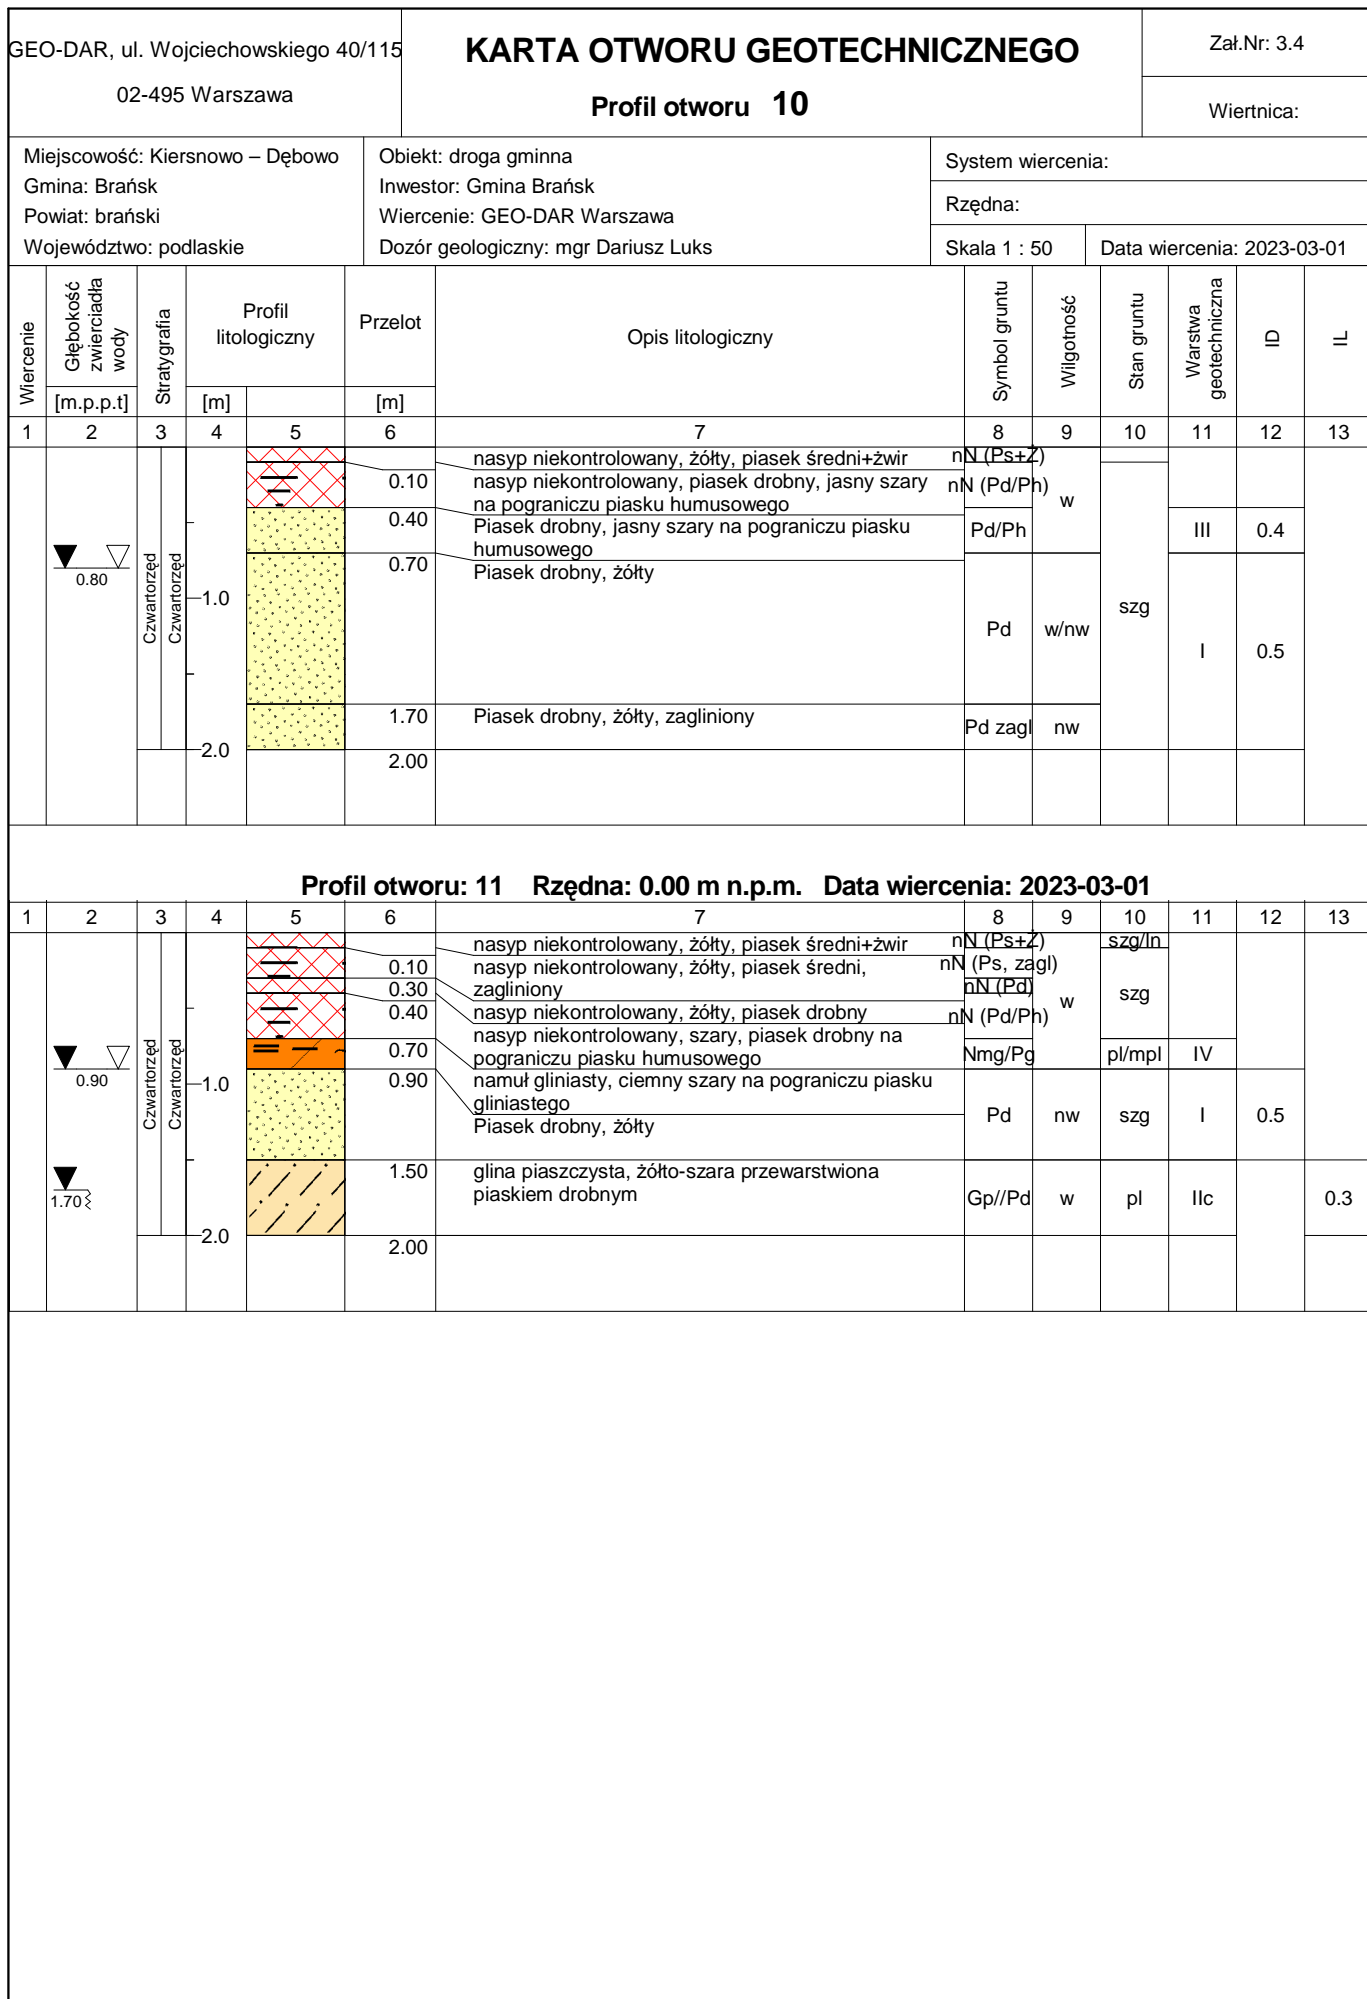 GEO-DAR, ul. Wojciechowskiego 40/115
02-495 Warszawa
KARTA OTWORU GEOTECHNICZNEGO
Profil otworu 10
Zał.Nr: 3.4
Wiertnica:
Miejscowość: Kiersnowo – Dębowo
Gmina: Brańsk
Powiat: brański
Województwo: podlaskie
Obiekt: droga gminna
Inwestor: Gmina Brańsk
Wiercenie: GEO-DAR Warszawa
Dozór geologiczny: mgr Dariusz Luks
System wiercenia:
Rzędna:
Skala 1 : 50
Data wiercenia: 2023-03-01
Wiercenie
Głębokość
zwierciadła
wody
[m.p.p.t]
Stratygrafia
Profil
litologiczny
[m]
Przelot
[m]
Opis litologiczny
Symbol gruntu
Wilgotność
Stan gruntu
Warstwa
geotechniczna
ID
IL
1 2 3 4 5 6 7 8 9 10 11 12 13
nasyp niekontrolowany, żółty, piasek średni+żwir nN (Ps+Ż)
0.10 nasyp niekontrolowany, piasek drobny, jasny szary nN (Pd/Ph) w
na pograniczu piasku humusowego
0.40 Piasek drobny, jasny szary na pograniczu piasku Pd/Ph III 0.4
humusowego
0.70 Piasek drobny, żółty
0.80
Czwartorzęd
Czwartorzęd
1.0
szg
Pd w/nw I 0.5
1.70 Piasek drobny, żółty, zagliniony Pd zagl nw
2.0
2.00
Profil otworu: 11 Rzędna: 0.00 m n.p.m. Data wiercenia: 2023-03-01
1 2 3 4 5 6 7 8 9 10 11 12 13
nasyp niekontrolowany, żółty, piasek średni+żwir nN (Ps+Ż) szg/ln
0.10 nasyp niekontrolowany, żółty, piasek średni, nN (Ps, zagl)
zagliniony
0.30 nN (Pd) w szg
0.40 nasyp niekontrolowany, żółty, piasek drobny nN (Pd/Ph)
nasyp niekontrolowany, szary, piasek drobny na
0.70 pograniczu piasku humusowego Nmg/Pg pl/mpl IV
0.90
Czwartorzęd
Czwartorzęd
1.0
0.90 namuł gliniasty, ciemny szary na pograniczu piasku
gliniastego
Piasek drobny, żółty Pd nw szg I 0.5
1.50 glina piaszczysta, żółto-szara przewarstwiona
piaskiem drobnym Gp//Pd w pl IIc 0.3
1.70
2.0
2.00